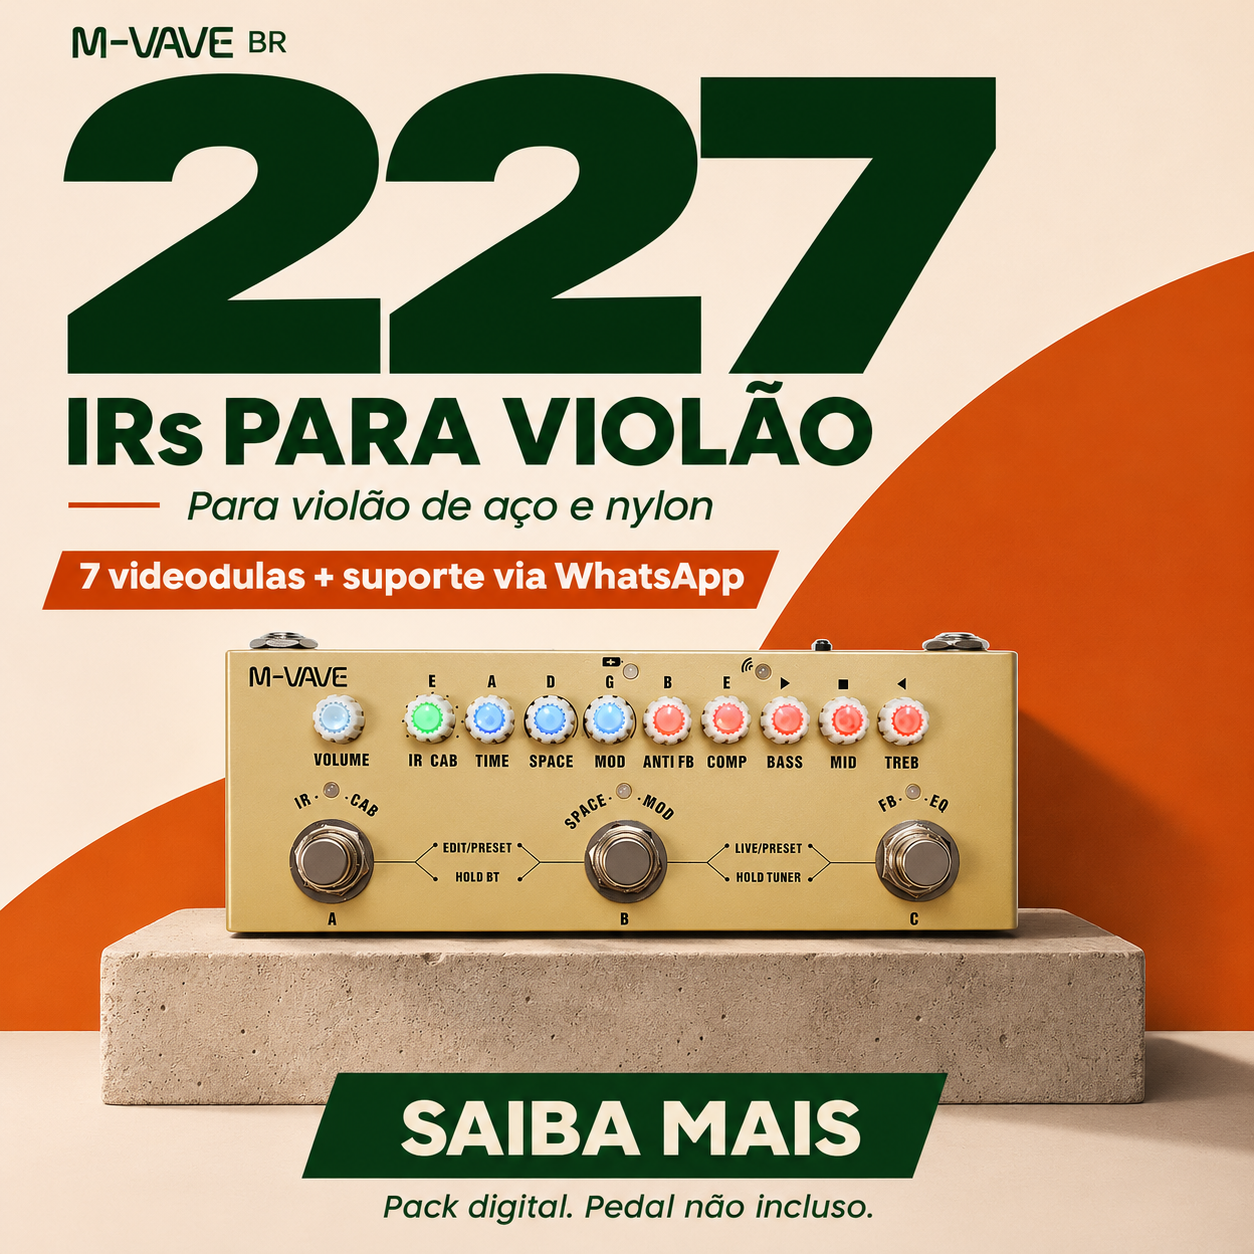 M-VAVE BR
227
IRs PARA VIOLÃO
Para violão de aço e nylon
7 videodulas + suporte via WhatsApp
M-VAVE
E A D G B E
VOLUME IR CAB TIME SPACE MOD ANTI FB COMP BASS MID TREB
IR CAB SPACE MOD FB EQ
EDIT/PRESET LIVE/PRESET
HOLD BT HOLD TUNER
A B C
SAIBA MAIS
Pack digital. Pedal não incluso.